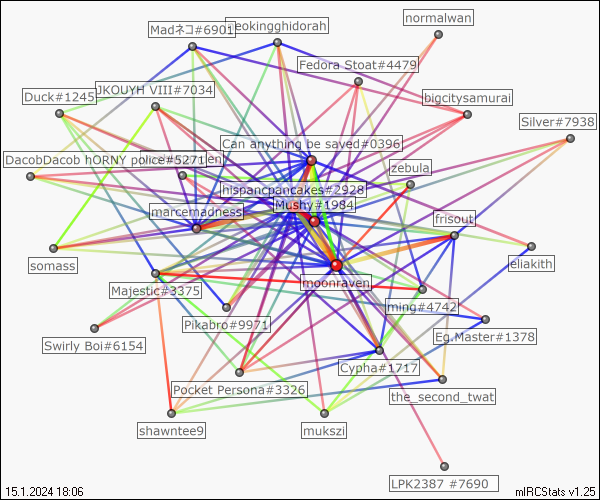 normalwan
Madネコ#6901
neokingghidorah
Fedora Stoat#4479
JKOUYH VIII#7034
Duck#1245
bigcitysamurai
Silver#7938
Can anything be saved#0396
DacobDacob hORNY police#5271
zebula
hispancpancakes#2928
Mushy#1984
marcemadness
frisout
somass
eliakith
moonraven
Majestic#3375
ming#4742
Pikabro#9971
Eg.Master#1378
Swirly Boi#6154
Cypha#1717
Pocket Persona#3326
the_second_twat
shawntee9
mukszi
LPK2387 #7690
15.1.2024 18:06
mIRCStats v1.25